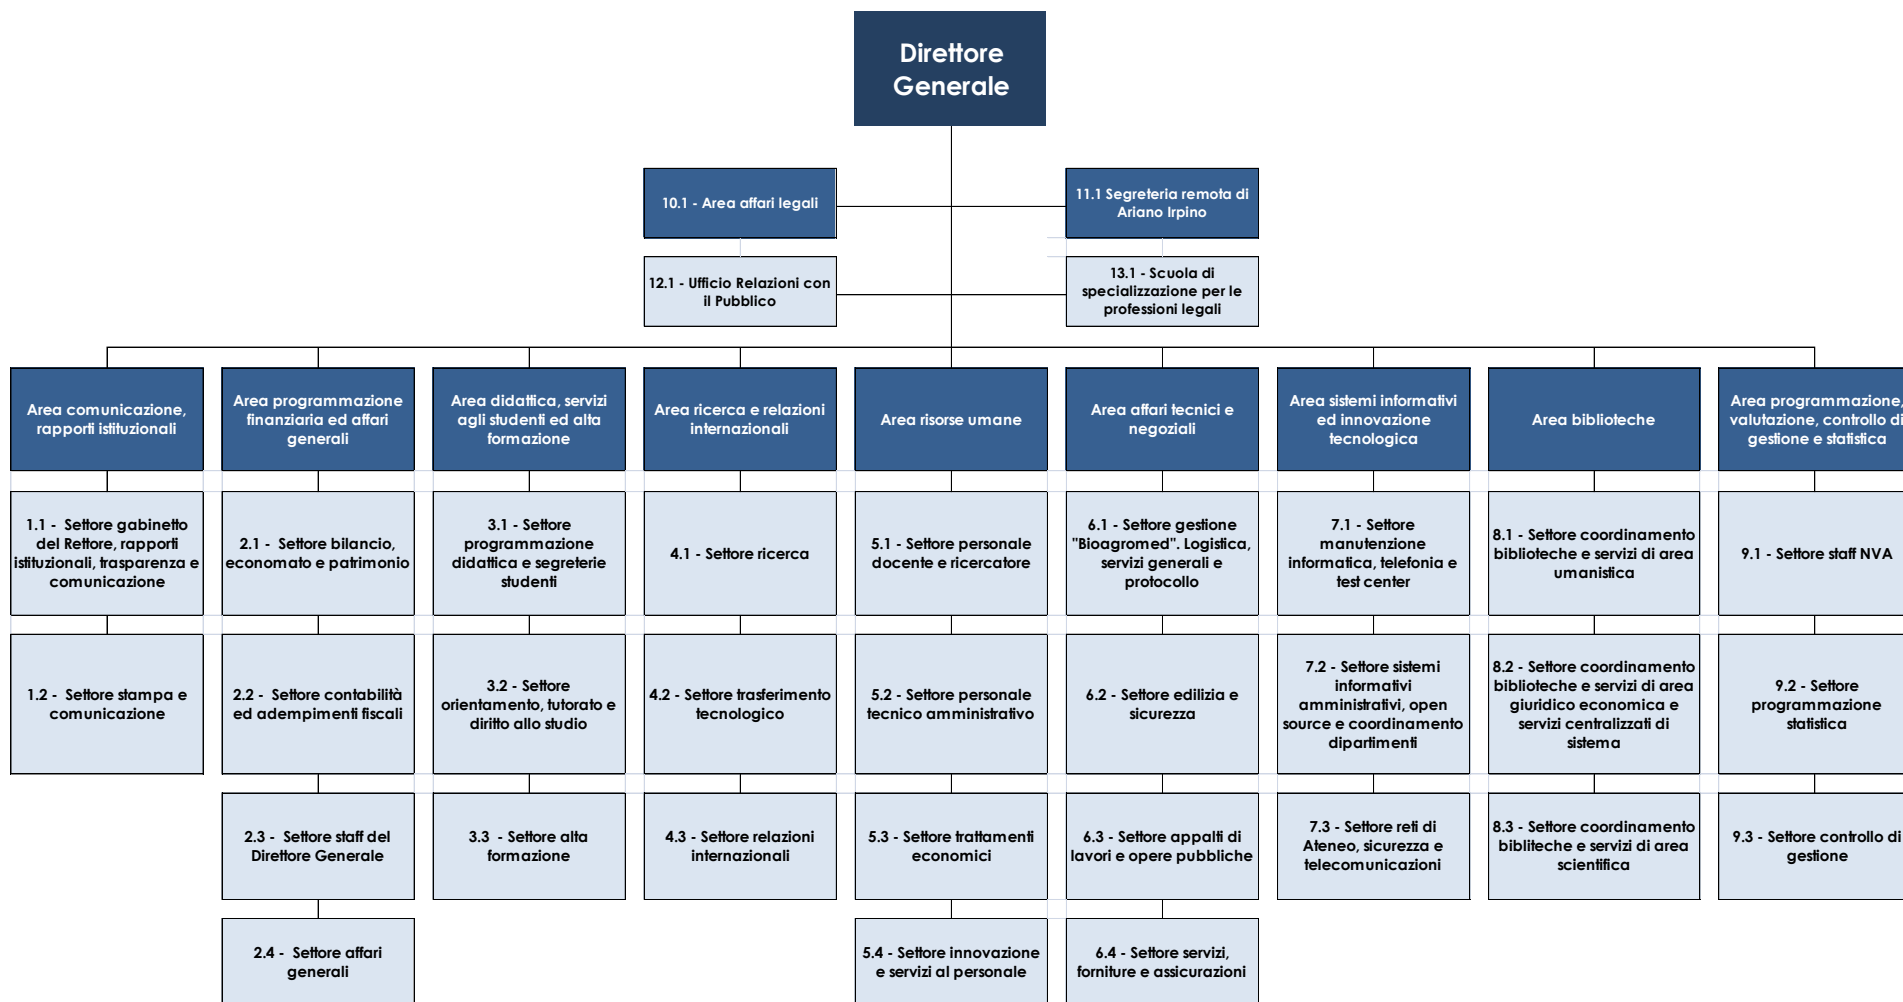 Direttore
Generale
10.1 - Area affari legali
11.1 Segreteria remota di
Ariano Irpino
12.1 - Ufficio Relazioni con
il Pubblico
13.1 - Scuola di
specializzazione per le
professioni legali
Area comunicazione,
rapporti istituzionali
Area programmazione
finanziaria ed affari
generali
Area didattica, servizi
agli studenti ed alta
formazione
Area ricerca e relazioni
internazionali
Area risorse umane
Area affari tecnici e
negoziali
Area sistemi informativi
ed innovazione
tecnologica
Area biblioteche
Area programmazione,
valutazione, controllo di
gestione e statistica
1.1 - Settore gabinetto
del Rettore, rapporti
istituzionali, trasparenza e
comunicazione
2.1 - Settore bilancio,
economato e patrimonio
3.1 - Settore
programmazione
didattica e segreterie
studenti
4.1 - Settore ricerca
5.1 - Settore personale
docente e ricercatore
6.1 - Settore gestione
"Bioagromed". Logistica,
servizi generali e
protocollo
7.1 - Settore
manutenzione
informatica, telefonia e
test center
8.1 - Settore coordinamento
biblioteche e servizi di area
umanistica
9.1 - Settore staff NVA
1.2 - Settore stampa e
comunicazione
2.2 - Settore contabilità
ed adempimenti fiscali
3.2 - Settore
orientamento, tutorato e
diritto allo studio
4.2 - Settore trasferimento
tecnologico
5.2 - Settore personale
tecnico amministrativo
6.2 - Settore edilizia e
sicurezza
7.2 - Settore sistemi
informativi
amministrativi, open
source e coordinamento
dipartimenti
8.2 - Settore coordinamento
biblioteche e servizi di area
giuridico economica e
servizi centralizzati di
sistema
9.2 - Settore
programmazione
statistica
2.3 - Settore staff del
Direttore Generale
3.3 - Settore alta
formazione
4.3 - Settore relazioni
internazionali
5.3 - Settore trattamenti
economici
6.3 - Settore appalti di
lavori e opere pubbliche
7.3 - Settore reti di
Ateneo, sicurezza e
telecomunicazioni
8.3 - Settore coordinamento
bibliteche e servizi di area
scientifica
9.3 - Settore controllo di
gestione
2.4 - Settore affari
generali
5.4 - Settore innovazione
e servizi al personale
6.4 - Settore servizi,
forniture e assicurazioni